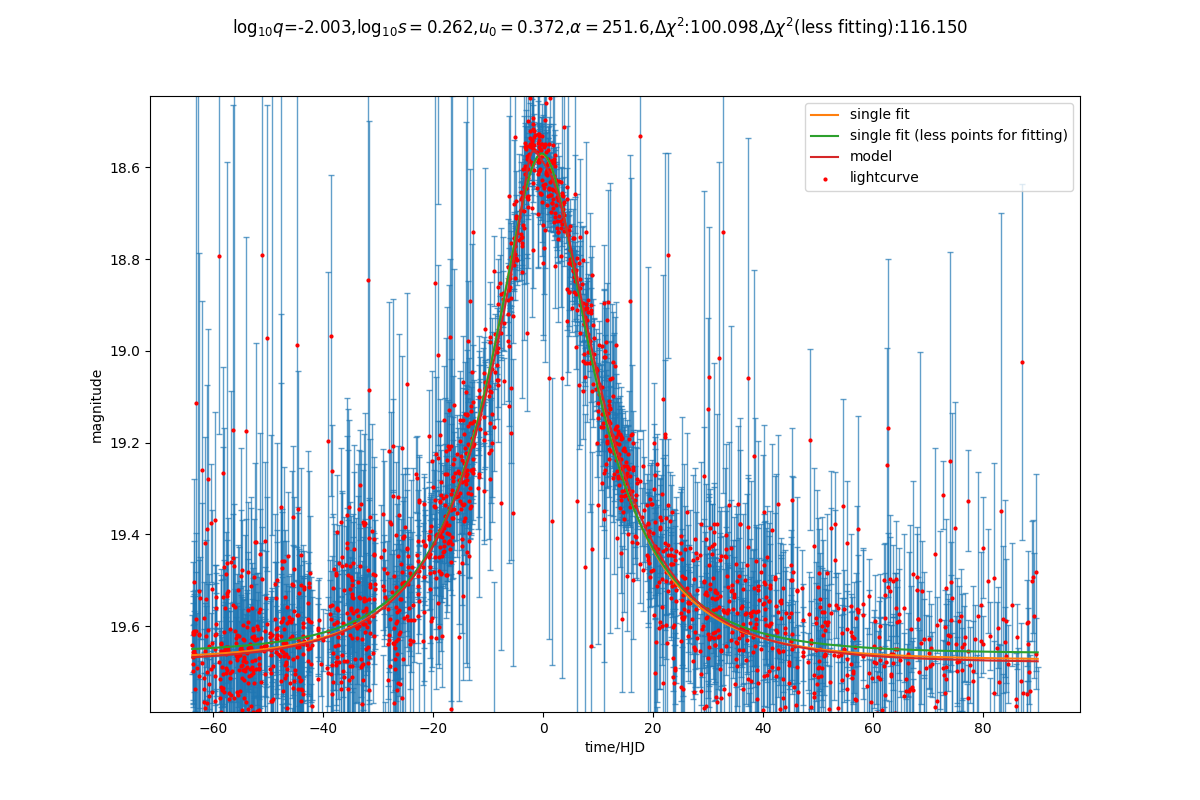 log₁₀q=-2.003,log₁₀s = 0.262,u₀ = 0.372,α = 251.6,Δχ²:100.098,Δχ²(less fitting):116.150
single fit
single fit (less points for fitting)
model
lightcurve
18.6
18.8
19.0
19.2
19.4
19.6
magnitude
−60
−40
−20
0
20
40
60
80
time/HJD